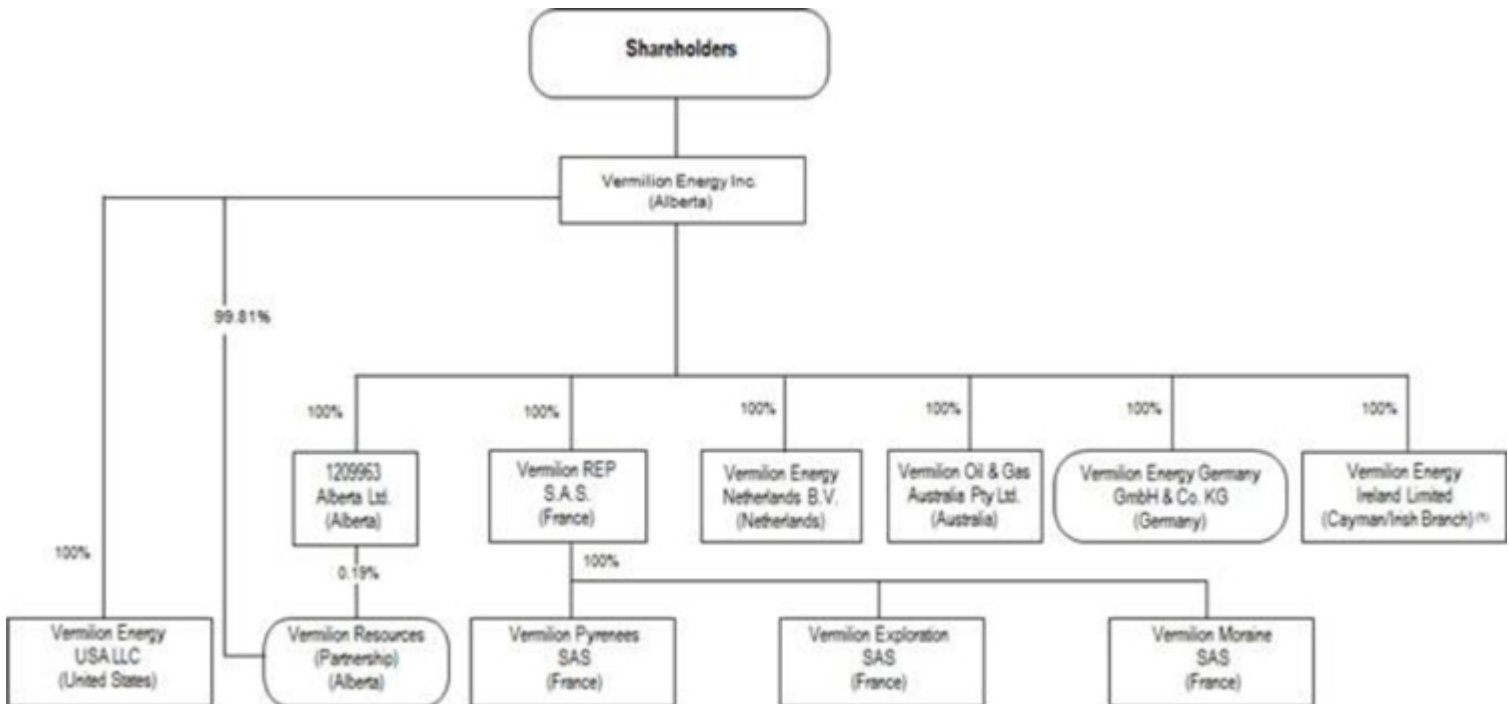 Shareholders
Vermilion Energy Inc.
(Alberta)
99.81%
100%
100%
100%
100%
100%
100%
1209963
Alberta Ltd.
(Alberta)
Vermilion REP
S.A.S.
(France)
Vermilion Energy
Netherlands B.V.
(Netherlands)
Vermilion Oil & Gas
Australia Pty Ltd.
(Australia)
Vermilion Energy Germany
GmbH & Co. KG
(Germany)
Vermilion Energy
Ireland Limited
(Cayman/Irish Branch) (1)
100%
0.19%
100%
Vermilion Energy
USA LLC
(United States)
Vermilion Resources
(Partnership)
(Alberta)
Vermilion Pyrenees
SAS
(France)
Vermilion Exploration
SAS
(France)
Vermilion Moraine
SAS
(France)